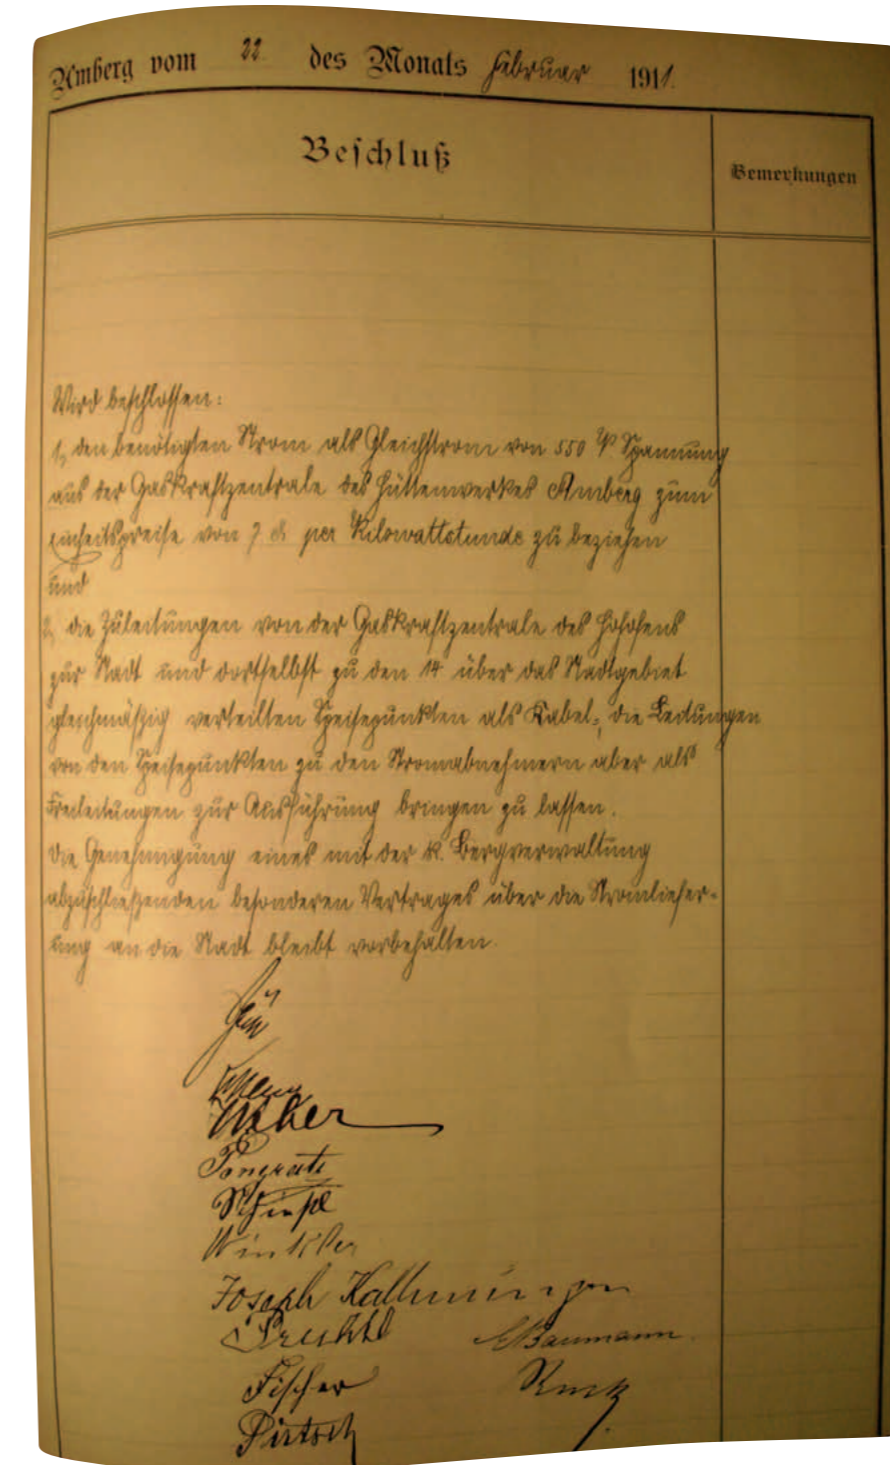 Amberg vom 22 des Monats Februar 1911.
Beschluß
Bemerkungen
Wird beschlossen:
1, den benötigten Strom als Gleichstrom von 550 V Spannung
aus der Gaskraftzentrale des Hüttenwerkes Amberg zum
Einheitspreise von 7 per Kilowattstunde zu beziehen
und
2, die Zuleitungen von der Gaskraftzentrale des Hohofens
zur Stadt und dortselbst zu den 14 über das Stadtgebiet
gleichmäßig verteilten Speisepunkten als Kabel-, die Leitungen
von den Speisepunkten zu den Stromabnehmern aber als
Freileitungen zur Ausführung bringen zu lassen.
Die Genehmigung eines mit der k. Bergverwaltung
abzuschließenden besonderen Vertrages über die Stromliefer-
ung an die Stadt bleibt vorbehalten.
Pongratz
Winkler
Joseph
Baumann
Fischer